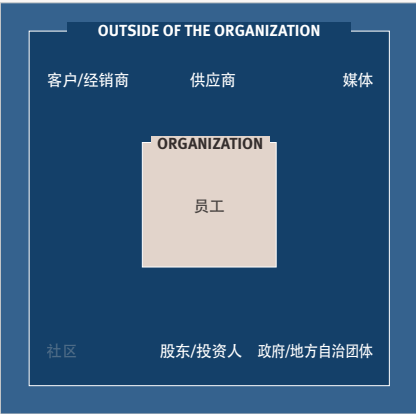 OUTSIDE OF THE ORGANIZATION
客户/经销商 供应商 媒体
ORGANIZATION
员工
社区 股东/投资人 政府/地方自治团体